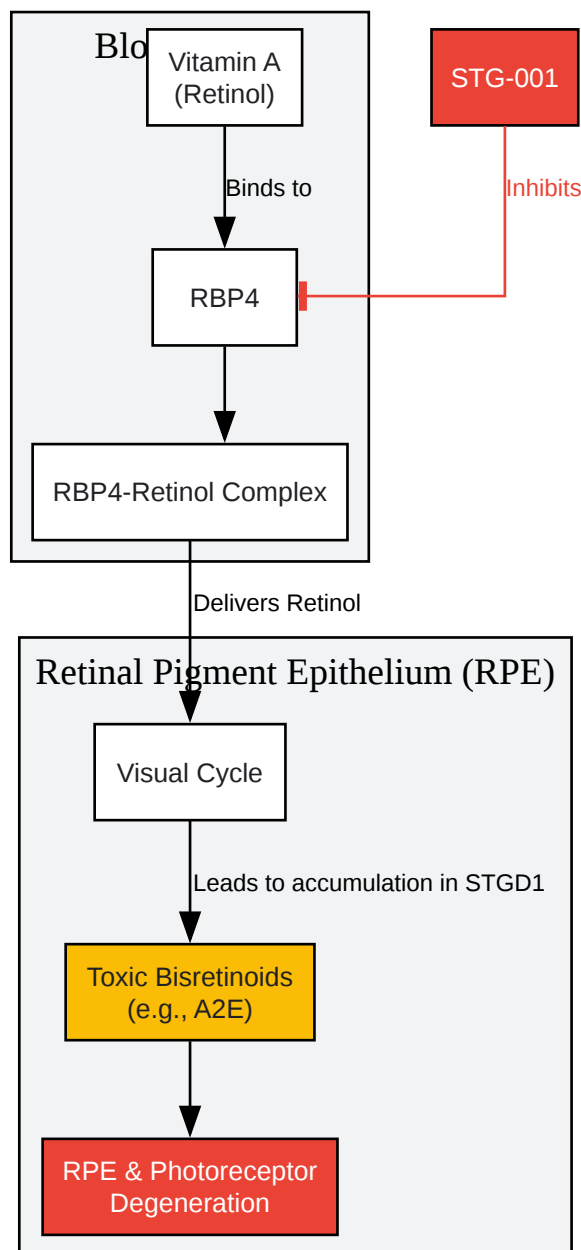 Blo
Vitamin A
(Retinol)
STG-001
Binds to
Inhibits
RBP4
RBP4-Retinol Complex
Delivers Retinol
Retinal Pigment Epithelium (RPE)
Visual Cycle
Leads to accumulation in STGD1
Toxic Bisretinoids
(e.g., A2E)
RPE & Photoreceptor
Degeneration